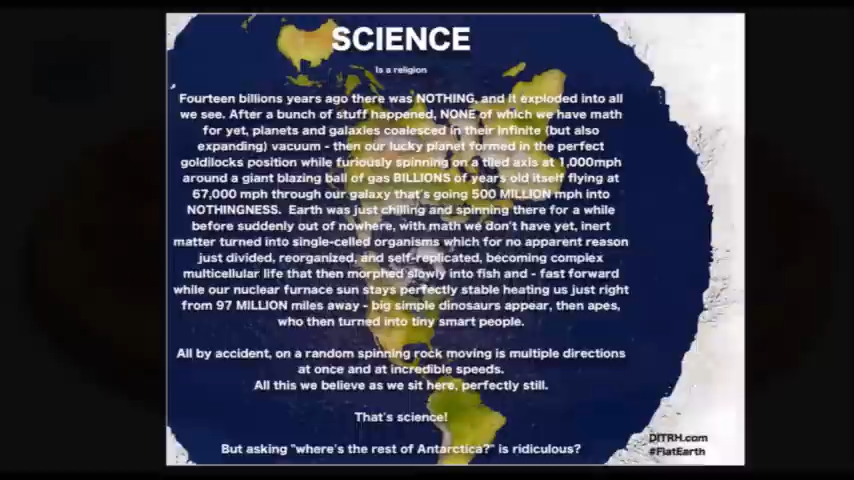 SCIENCE
Is a religion
Fourteen billions years ago there was NOTHING, and it exploded into all
we see. After a bunch of stuff happened, NONE of which we have math
for yet, planets and galaxies coalesced in their infinite (but also
expanding) vacuum - then our lucky planet formed in the perfect
goldilocks position while furiously spinning on a tiled axis at 1,000mph
around a giant blazing ball of gas BILLIONS of years old itself flying at
67,000 mph through our galaxy that's going 500 MILLION mph into
NOTHINGNESS. Earth was just chilling and spinning there for a while
before suddenly out of nowhere, with math we don't have yet, inert
matter turned into single-celled organisms which for no apparent reason
just divided, reorganized, and self-replicated, becoming complex
multicellular life that then morphed slowly into fish and - fast forward
while our nuclear furnace sun stays perfectly stable heating us just right
from 97 MILLION miles away - big simple dinosaurs appear, then apes,
who then turned into tiny smart people.
All by accident, on a random spinning rock moving is multiple directions
at once and at incredible speeds.
All this we believe as we sit here, perfectly still.
That's science!
But asking "where's the rest of Antarctica?" is ridiculous?
DITRH.com
#FlatEarth